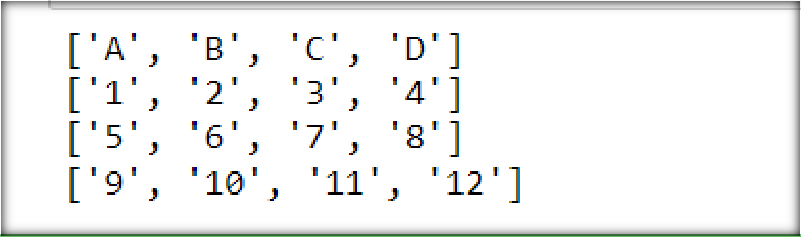 ['A', 'B', 'C', 'D']
['1', '2', '3', '4']
['5', '6', '7', '8']
['9', '10', '11', '12']